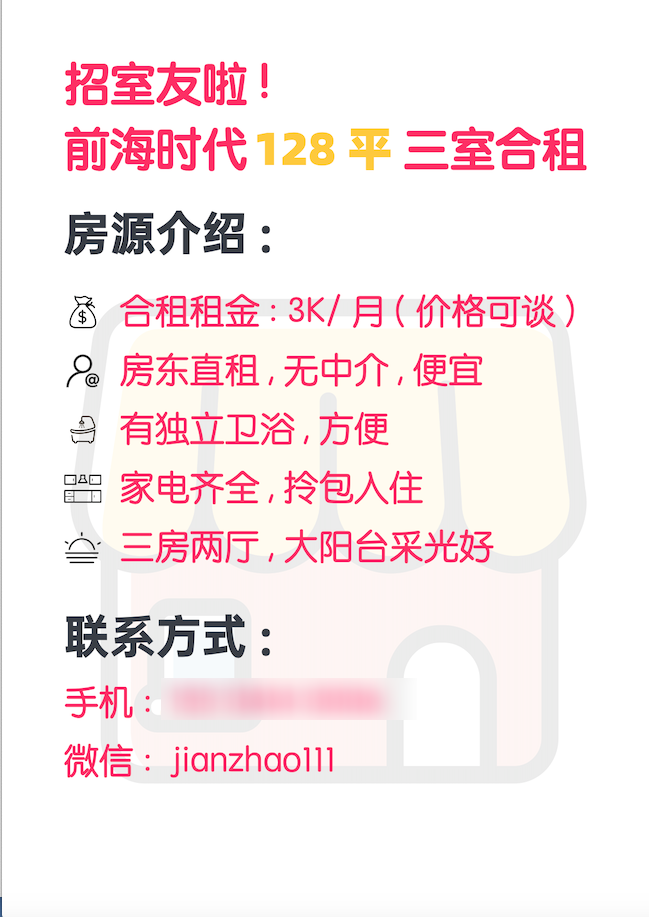 招室友啦！
前海时代 128 平 三室合租
房源介绍：
合租租金：3K/ 月（ 价格可谈 ）
@ 房东直租 , 无中介 , 便宜
有独立卫浴 , 方便
家电齐全 , 拎包入住
三房两厅 , 大阳台采光好
联系方式：
手机：
微信： jianzhao111